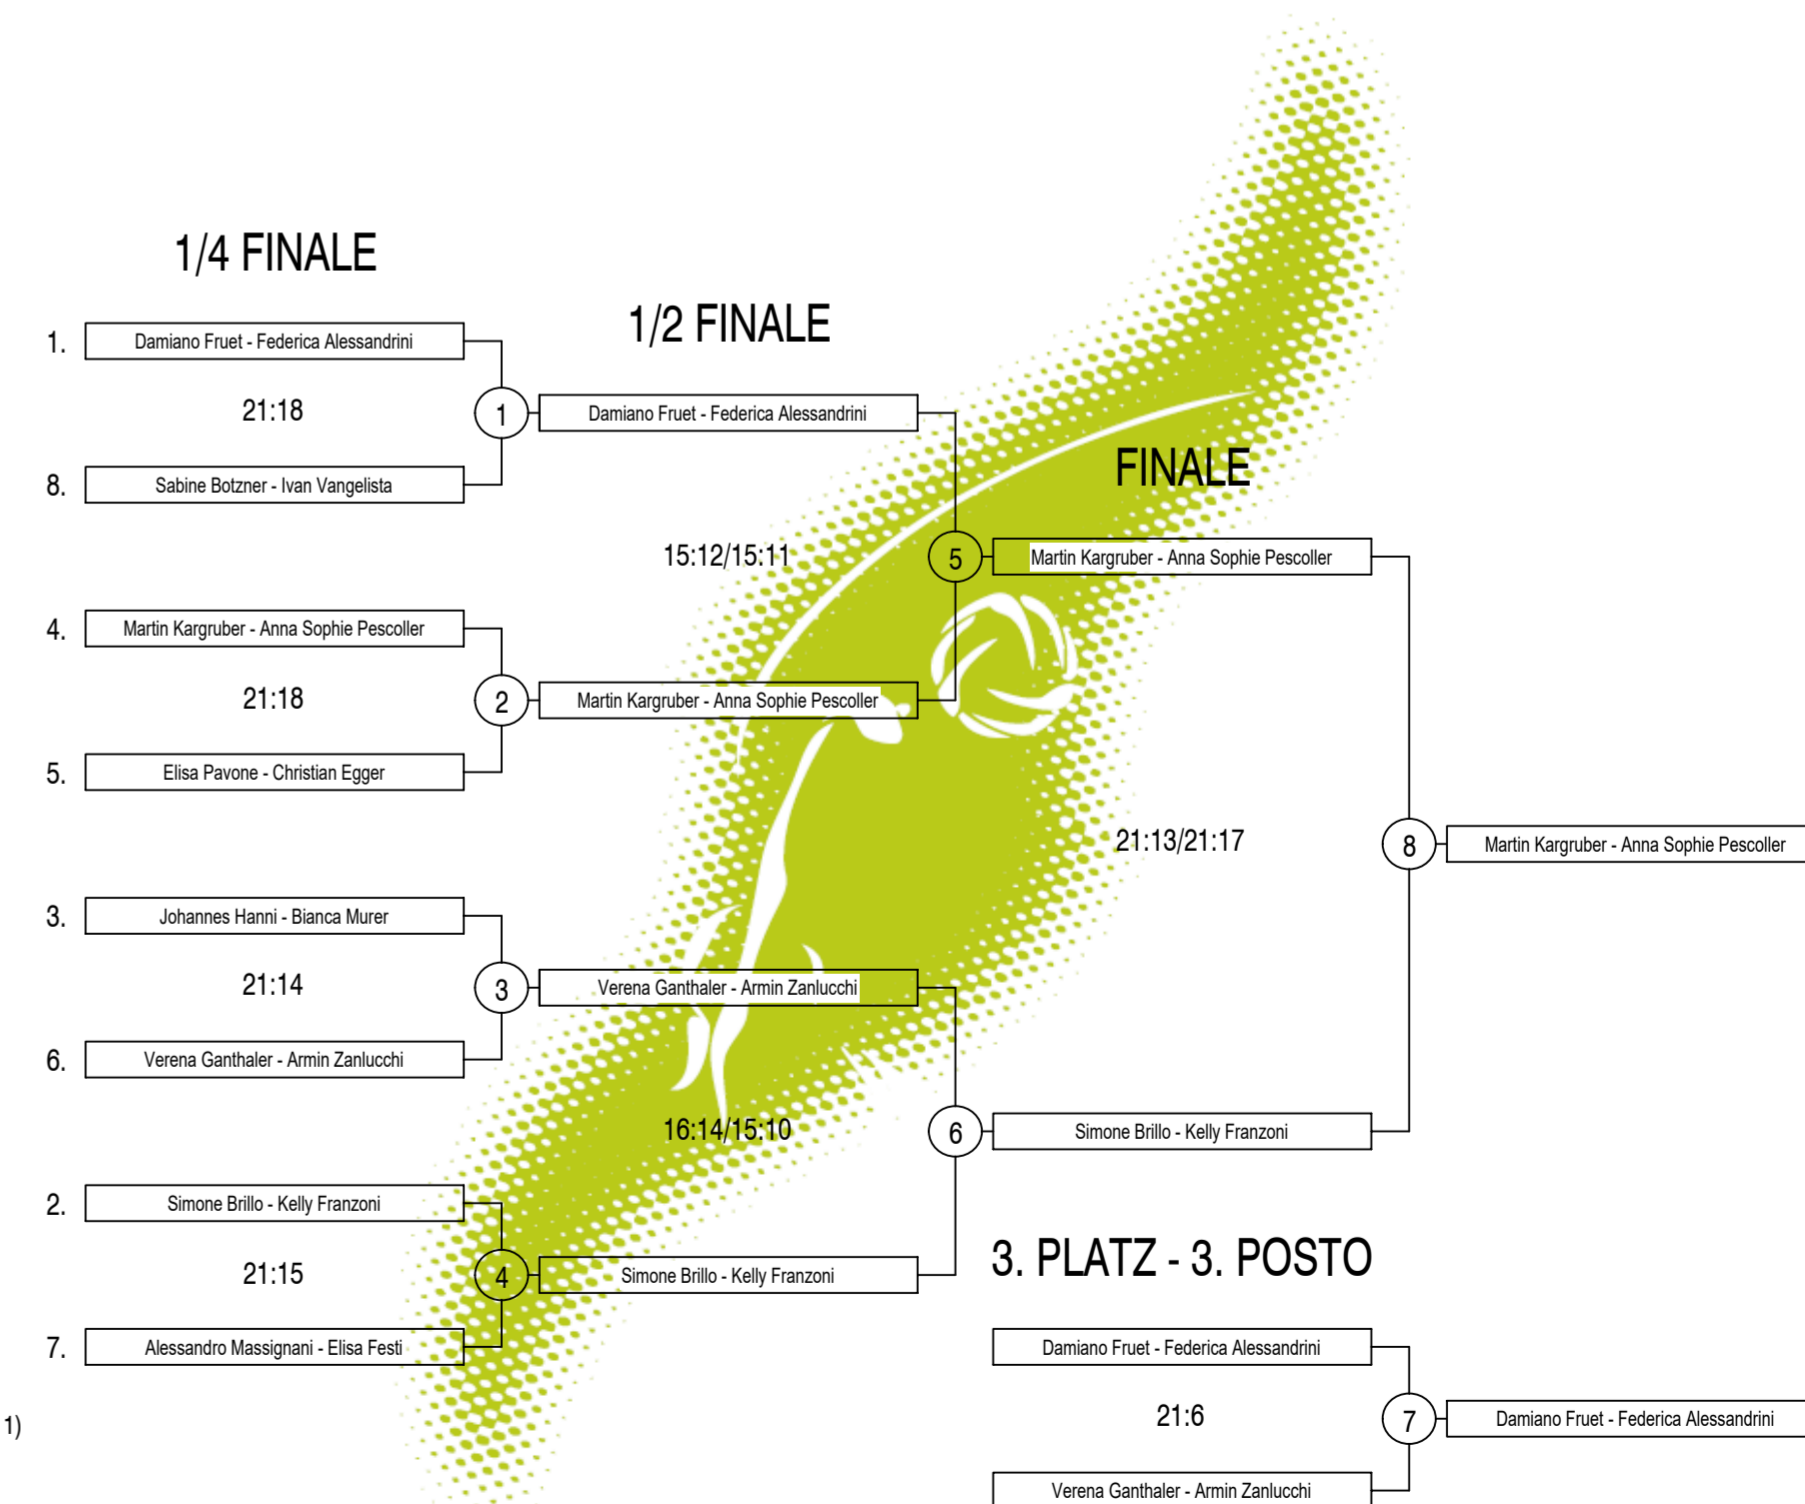 1/4 FINALE
1/2 FINALE
1. Damiano Fruet - Federica Alessandrini
21:18
1
Damiano Fruet - Federica Alessandrini
FINALE
8. Sabine Botzner - Ivan Vangelista
15:12/15:11
5
Martin Kargruber - Anna Sophie Pescoller
4. Martin Kargruber - Anna Sophie Pescoller
21:18
2
Martin Kargruber - Anna Sophie Pescoller
5. Elisa Pavone - Christian Egger
21:13/21:17
8
Martin Kargruber - Anna Sophie Pescoller
3. Johannes Hanni - Bianca Murer
21:14
3
Verena Ganthaler - Armin Zanlucchi
6. Verena Ganthaler - Armin Zanlucchi
16:14/15:10
6
Simone Brillo - Kelly Franzoni
2. Simone Brillo - Kelly Franzoni
21:15
4
Simone Brillo - Kelly Franzoni
3. PLATZ - 3. POSTO
7. Alessandro Massignani - Elisa Festi
Damiano Fruet - Federica Alessandrini
1)
21:6
7
Damiano Fruet - Federica Alessandrini
Verena Ganthaler - Armin Zanlucchi